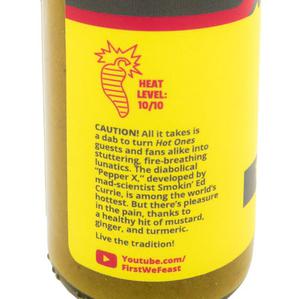 HEAT
LEVEL:
10/10
CAUTION! All it takes is
a dab to turn Hot Ones
guests and fans alike into
stuttering, fire-breathing
lunatics. The diabolical
“Pepper X,” developed by
mad-scientist Smokin’ Ed
Currie, is among the world’s
hottest. But there’s pleasure
in the pain, thanks to
a healthy hit of mustard,
ginger, and turmeric.
Live the tradition!
Youtube.com/
FirstWeFeast